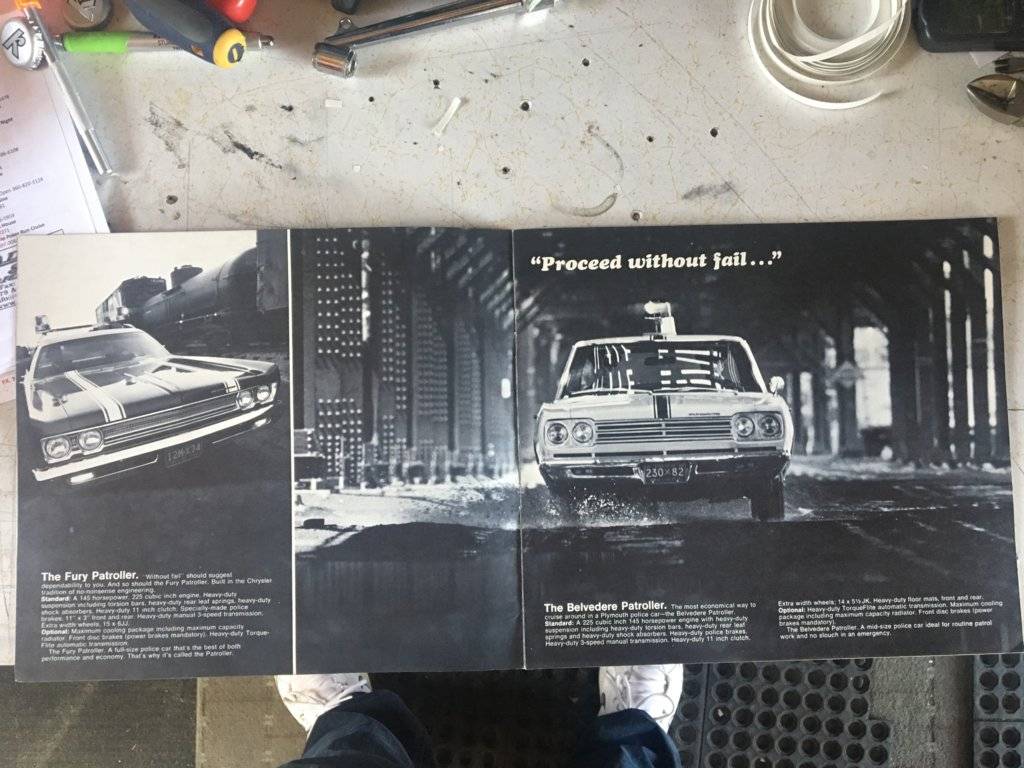 "Proceed without fail..."
12M·74
230×82
The Fury Patroller. "Without fail" should suggest
dependability to you. And so should the Fury Patroller. Built in the Chrysler
tradition of no-nonsense engineering.
Standard: A 145 horsepower, 225 cubic inch engine. Heavy-duty
suspension including torsion bars, heavy-duty rear leaf springs, heavy-duty
shock absorbers. Heavy-duty 11 inch clutch. Specially-made police
brakes, 11" x 3" front and rear. Heavy-duty manual 3-speed transmission.
Extra width wheels, 15 x 6JJ.
Optional: Maximum cooling package including maximum capacity
radiator. Front disc brakes (power brakes mandatory). Heavy-duty Torque-
Flite automatic transmission.
The Fury Patroller. A full-size police car that's the best of both
performance and economy. That's why it's called the Patroller.
The Belvedere Patroller. The most economical way to
cruise around in a Plymouth police car—the Belvedere Patroller.
Standard: A 225 cubic inch 145 horsepower engine with heavy-duty
suspension including heavy-duty torsion bars, heavy-duty rear leaf
springs and heavy-duty shock absorbers. Heavy-duty police brakes.
Heavy-duty 3-speed manual transmission. Heavy-duty 11 inch clutch.
Extra width wheels; 14 x 5½JK. Heavy-duty floor mats, front and rear.
Optional: Heavy-duty TorqueFlite automatic transmission. Maximum cooling
package including maximum capacity radiator. Front disc brakes (power
brakes mandatory).
The Belvedere Patroller. A mid-size police car ideal for routine patrol
work and no slouch in an emergency.